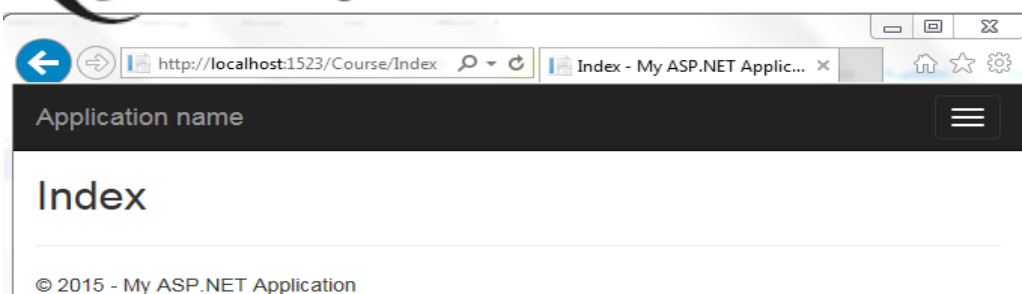 http://localhost:1523/Course/Index
Index - My ASP.NET Applic...
Application name
Index
© 2015 - My ASP.NET Application